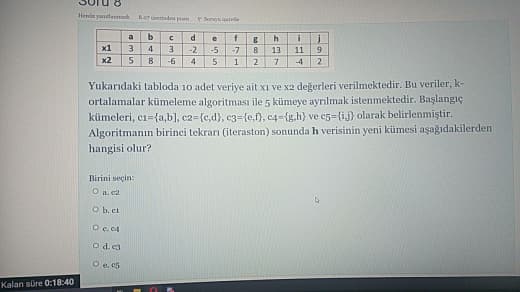 Soru 8
Henüz yanıtlanmadı 8,07 üzerinden puan Soruyu işaretle
a b c d e f g h i j
x1 3 4 3 -2 -5 -7 8 13 11 9
x2 5 8 -6 4 5 1 2 7 -4 2
Yukarıdaki tabloda 10 adet veriye ait x1 ve x2 değerleri verilmektedir. Bu veriler, k-
ortalamalar kümeleme algoritması ile 5 kümeye ayrılmak istenmektedir. Başlangıç
kümeleri, c1={a,b], c2={c,d}, c3={e,f}, c4={g,h} ve c5={i,j} olarak belirlenmiştir.
Algoritmanın birinci tekrarı (iteraston) sonunda h verisinin yeni kümesi aşağıdakilerden
hangisi olur?
Birini seçin:
a. c2
b. c1
c. c4
d. c3
e. c5
Kalan süre 0:18:40